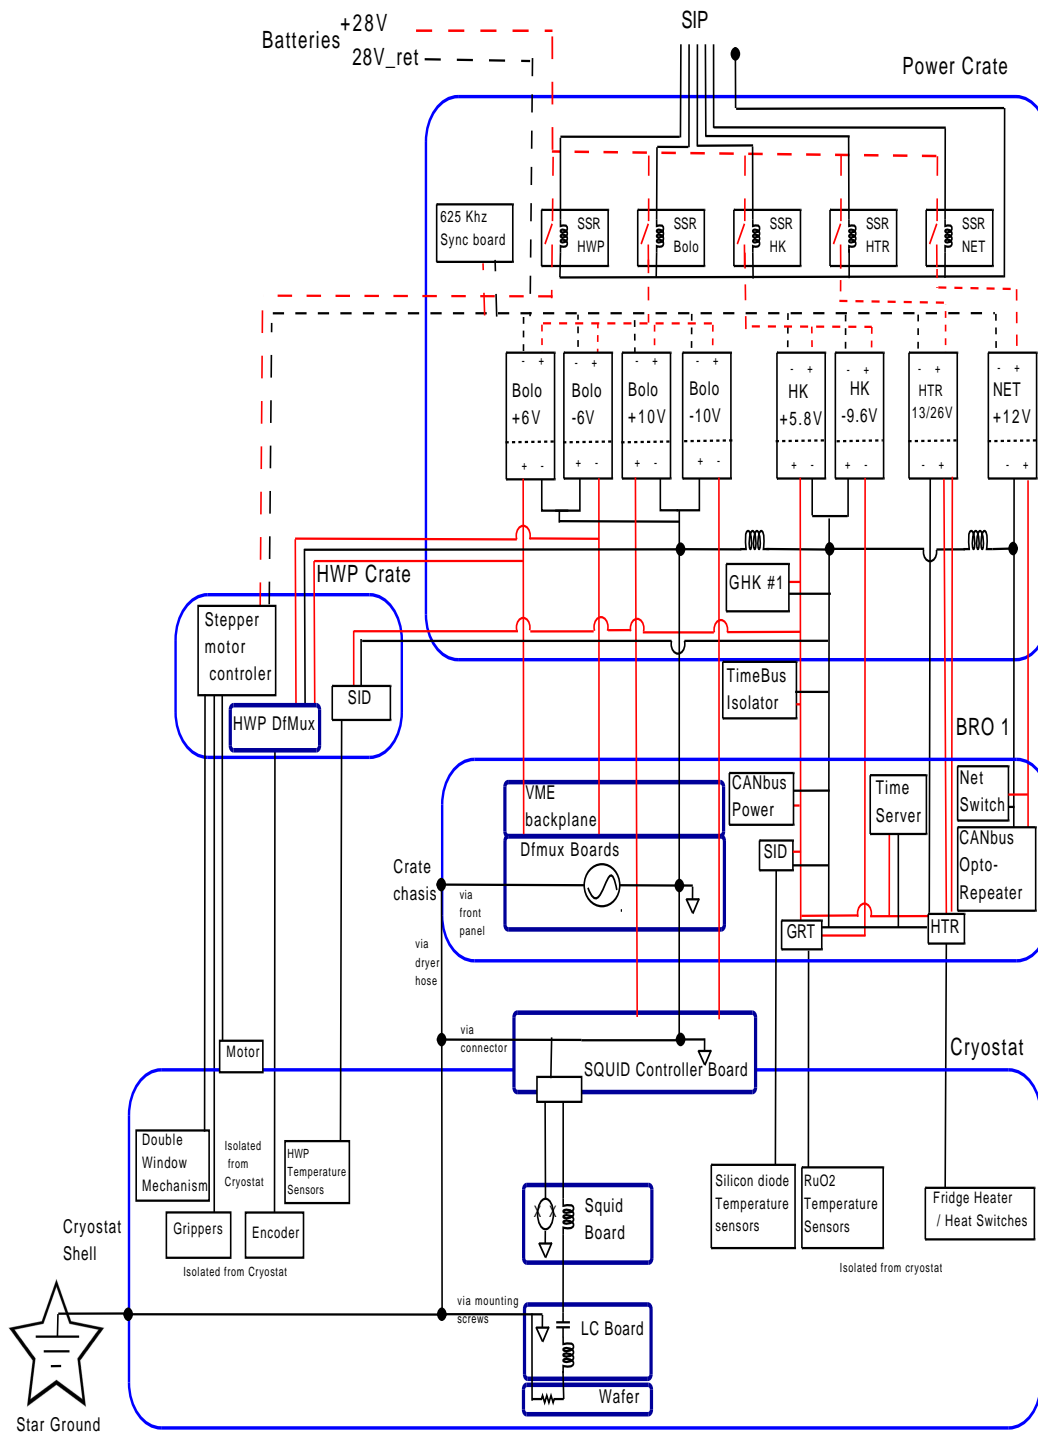 SIP
+28V
Batteries
28V_ret
Power Crate
625 Khz
Sync board
SSR
HWP
SSR
Bolo
SSR
HK
SSR
HTR
SSR
NET
- +
Bolo
+6V
+ -
- +
Bolo
-6V
+ -
- +
Bolo
+10V
+ -
- +
Bolo
-10V
+ -
- +
HK
+5.8V
+ -
- +
HK
-9.6V
+ -
- +
HTR
13/26V
- +
- +
NET
+12V
- +
HWP Crate
GHK #1
Stepper
motor
controler
SID
HWP DfMux
TimeBus
Isolator
BRO 1
VME
backplane
CANbus
Power
Time
Server
Net
Switch
Dfmux Boards
SID
CANbus
Opto-
Repeater
Crate
chasis
via
front
panel
GRT
HTR
via
dryer
hose
via
connector
SQUID Controller Board
Cryostat
Motor
Double
Window
Mechanism
Isolated
from
Cryostat
HWP
Temperature
Sensors
Silicon diode
Temperature
sensors
RuO2
Temperature
Sensors
Fridge Heater
/ Heat Switches
Squid
Board
Grippers
Encoder
Cryostat
Shell
Isolated from Cryostat
Isolated from cryostat
via mounting
screws
LC Board
Wafer
Star Ground